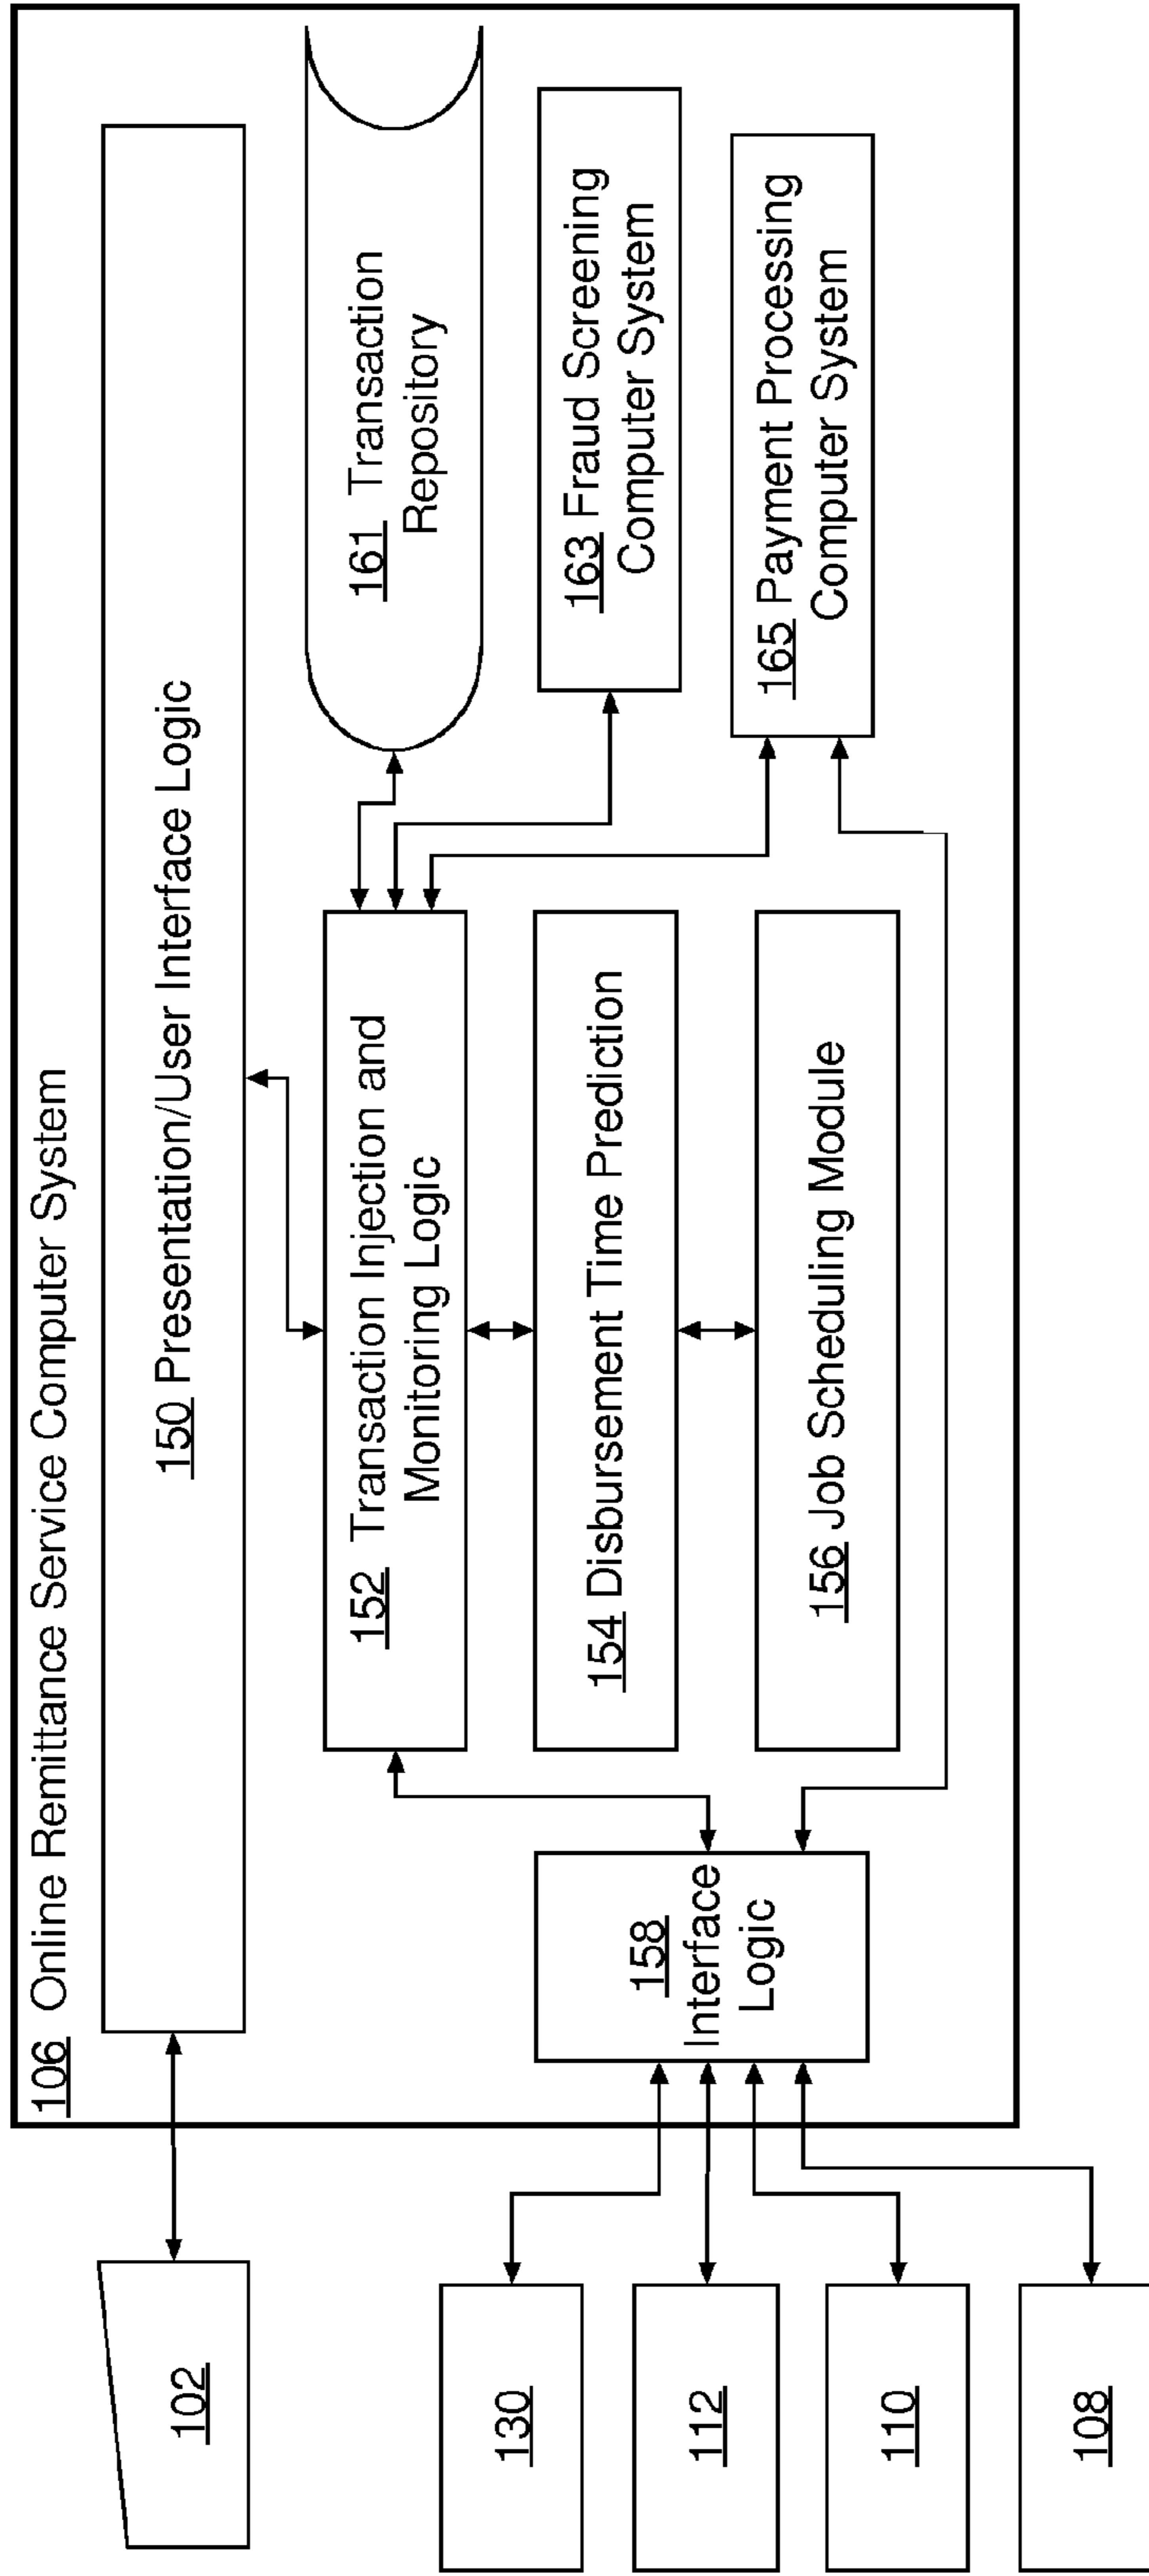 106 Online Remittance Service Computer System
102
150 Presentation/User Interface Logic
152 Transaction Injection and
Monitoring Logic
161 Transaction
Repository
130
158
Interface
Logic
154 Disbursement Time Prediction
163 Fraud Screening
Computer System
112
156 Job Scheduling Module
165 Payment Processing
Computer System
110
108